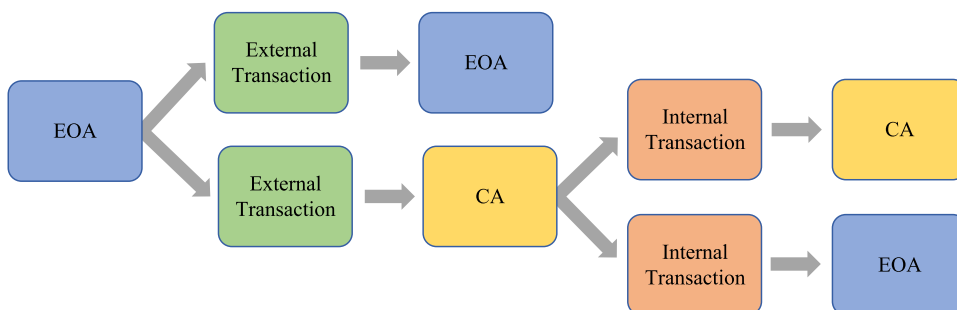 EOA
External
Transaction
EOA
External
Transaction
CA
Internal
Transaction
CA
Internal
Transaction
EOA